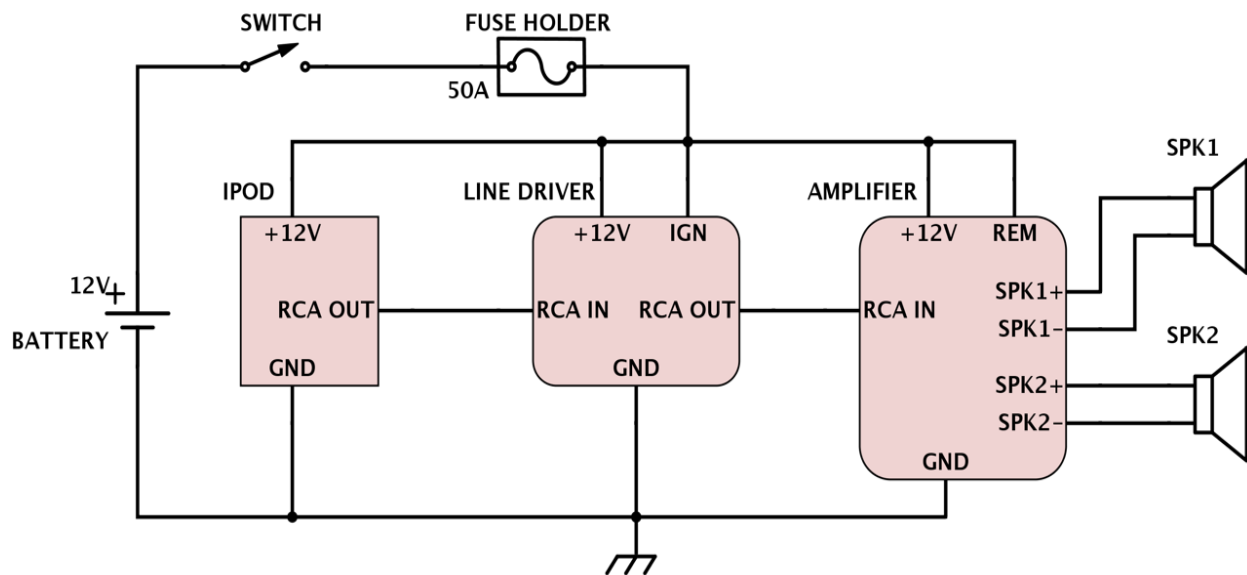 SWITCH
FUSE HOLDER
50A
SPK1
IPOD
LINE DRIVER
AMPLIFIER
+12V
+12V IGN
+12V REM
12V
+
BATTERY
RCA OUT
RCA IN
RCA OUT
RCA IN
SPK1+
SPK1-
SPK2
GND
GND
SPK2+
SPK2-
GND